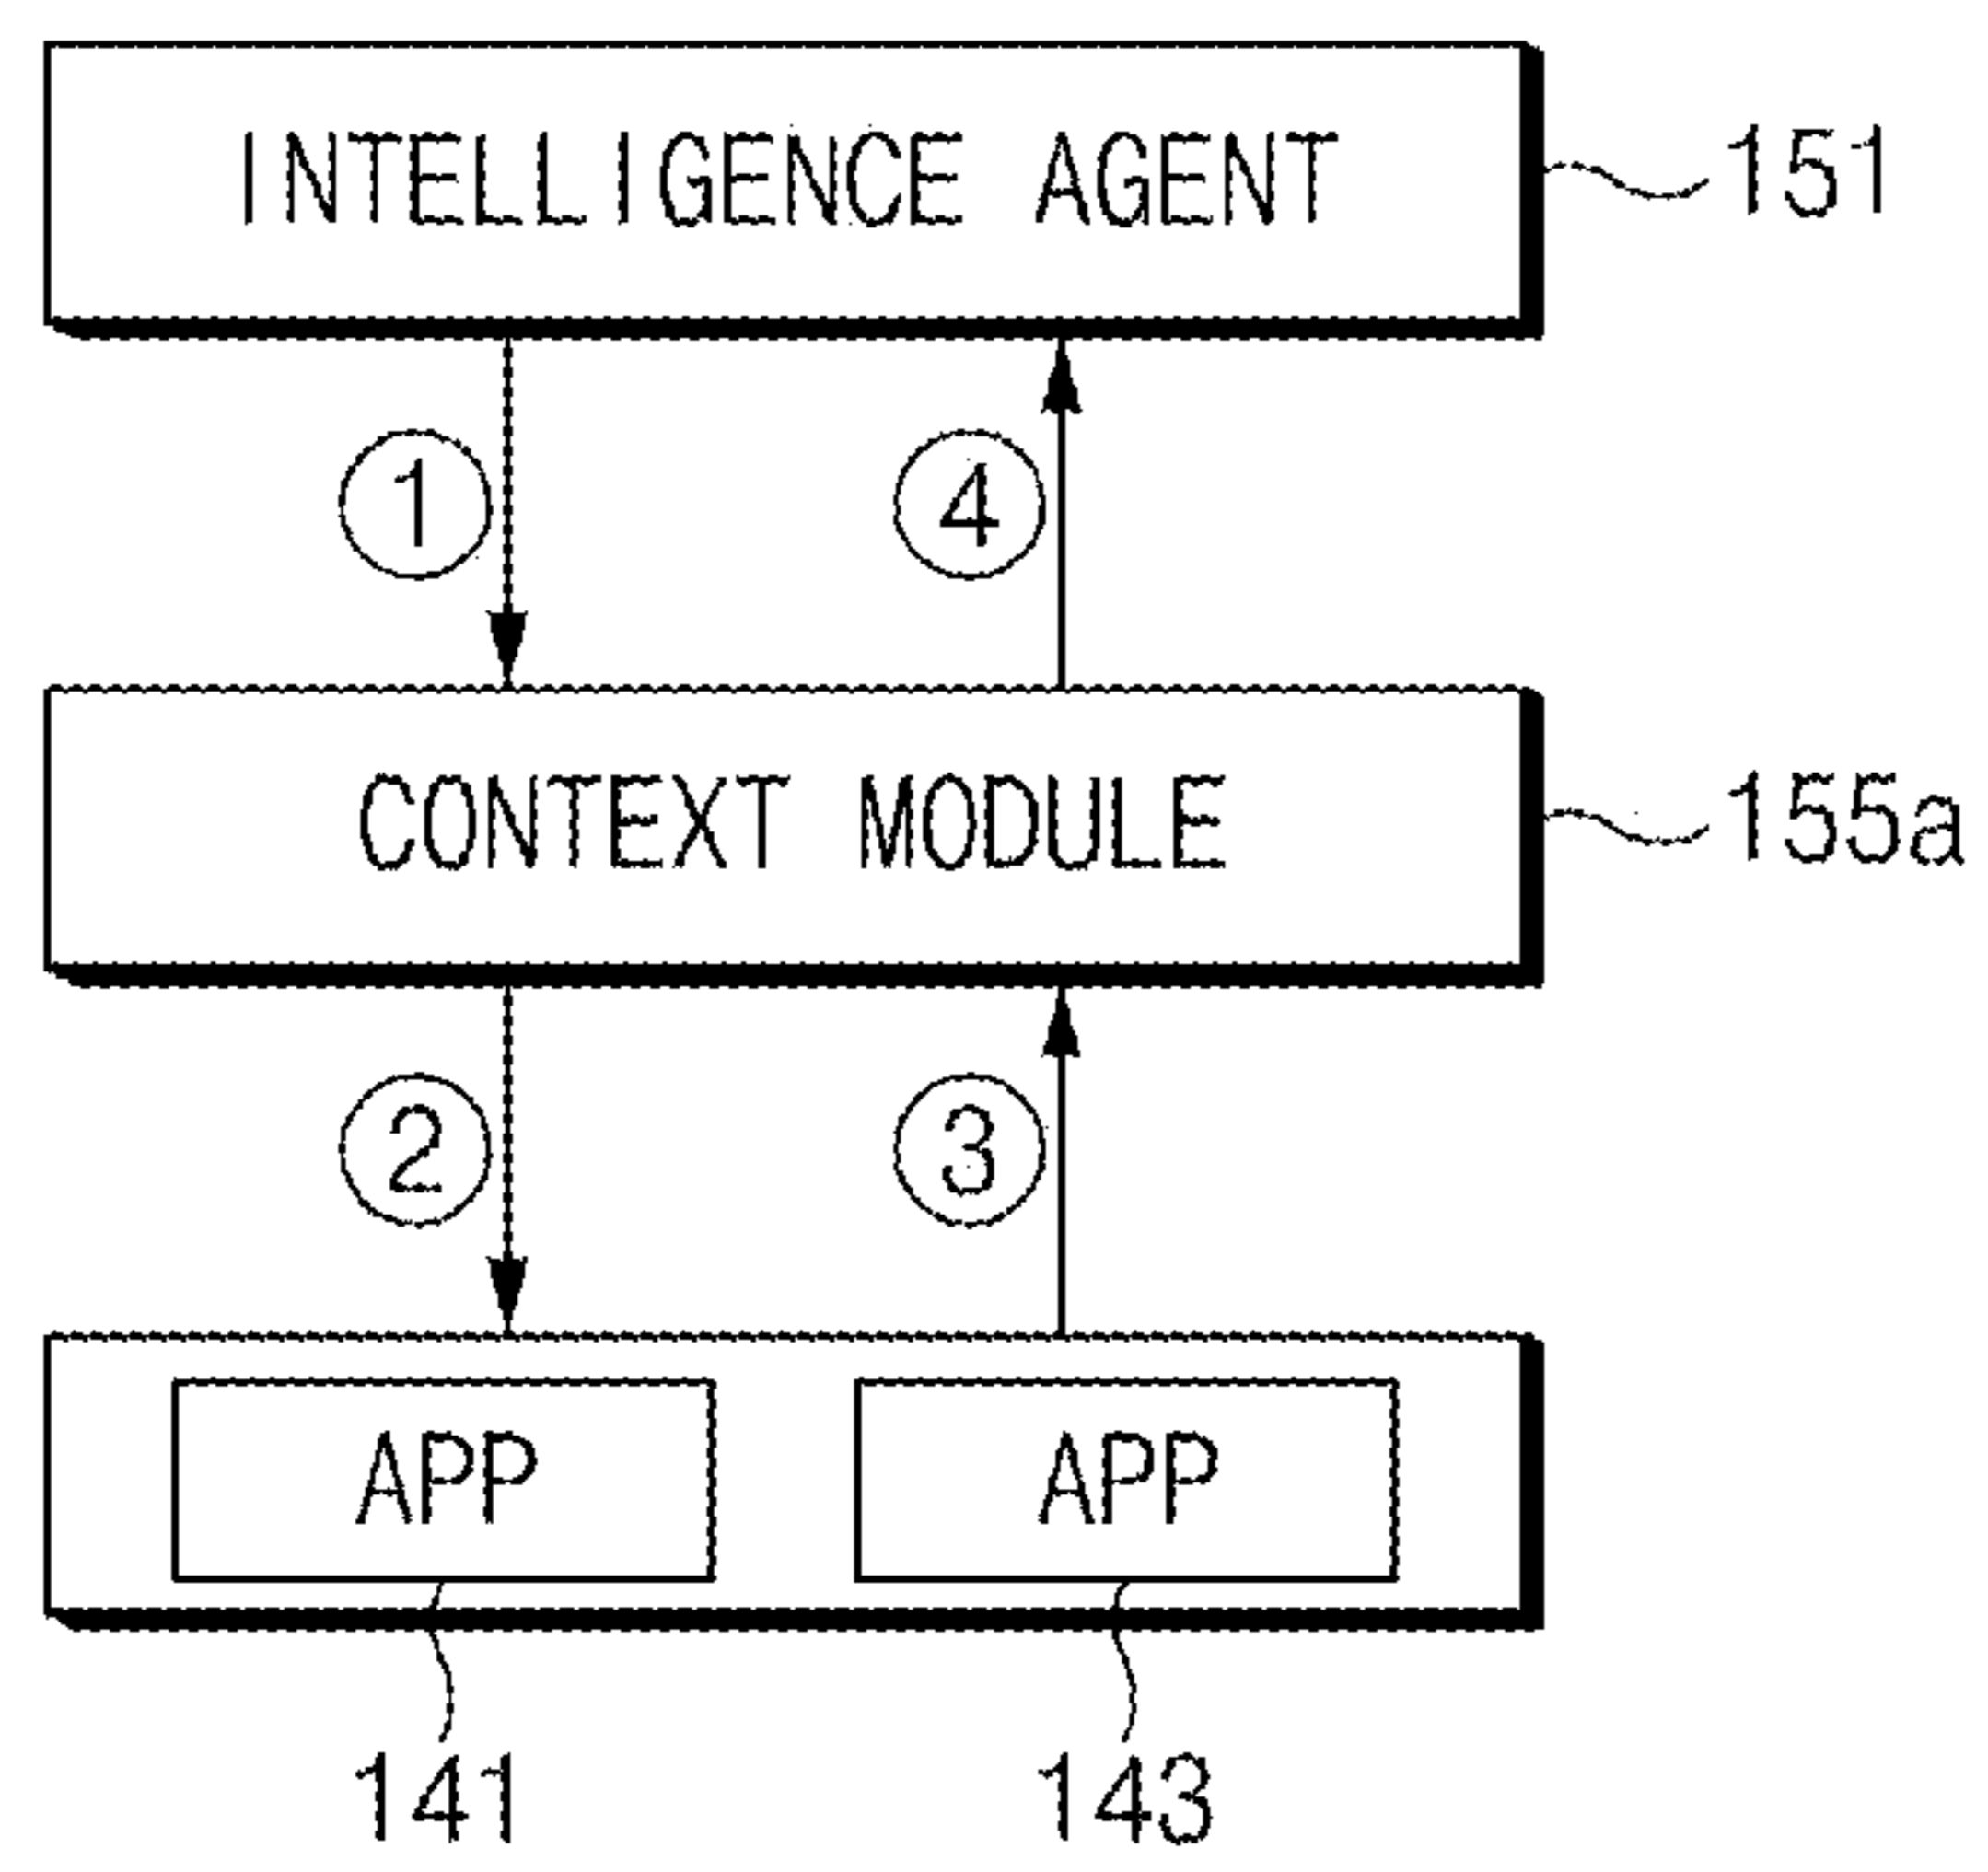 INTELLIGENCE AGENT 151
1 4
CONTEXT MODULE 155a
2 3
APP APP
141 143